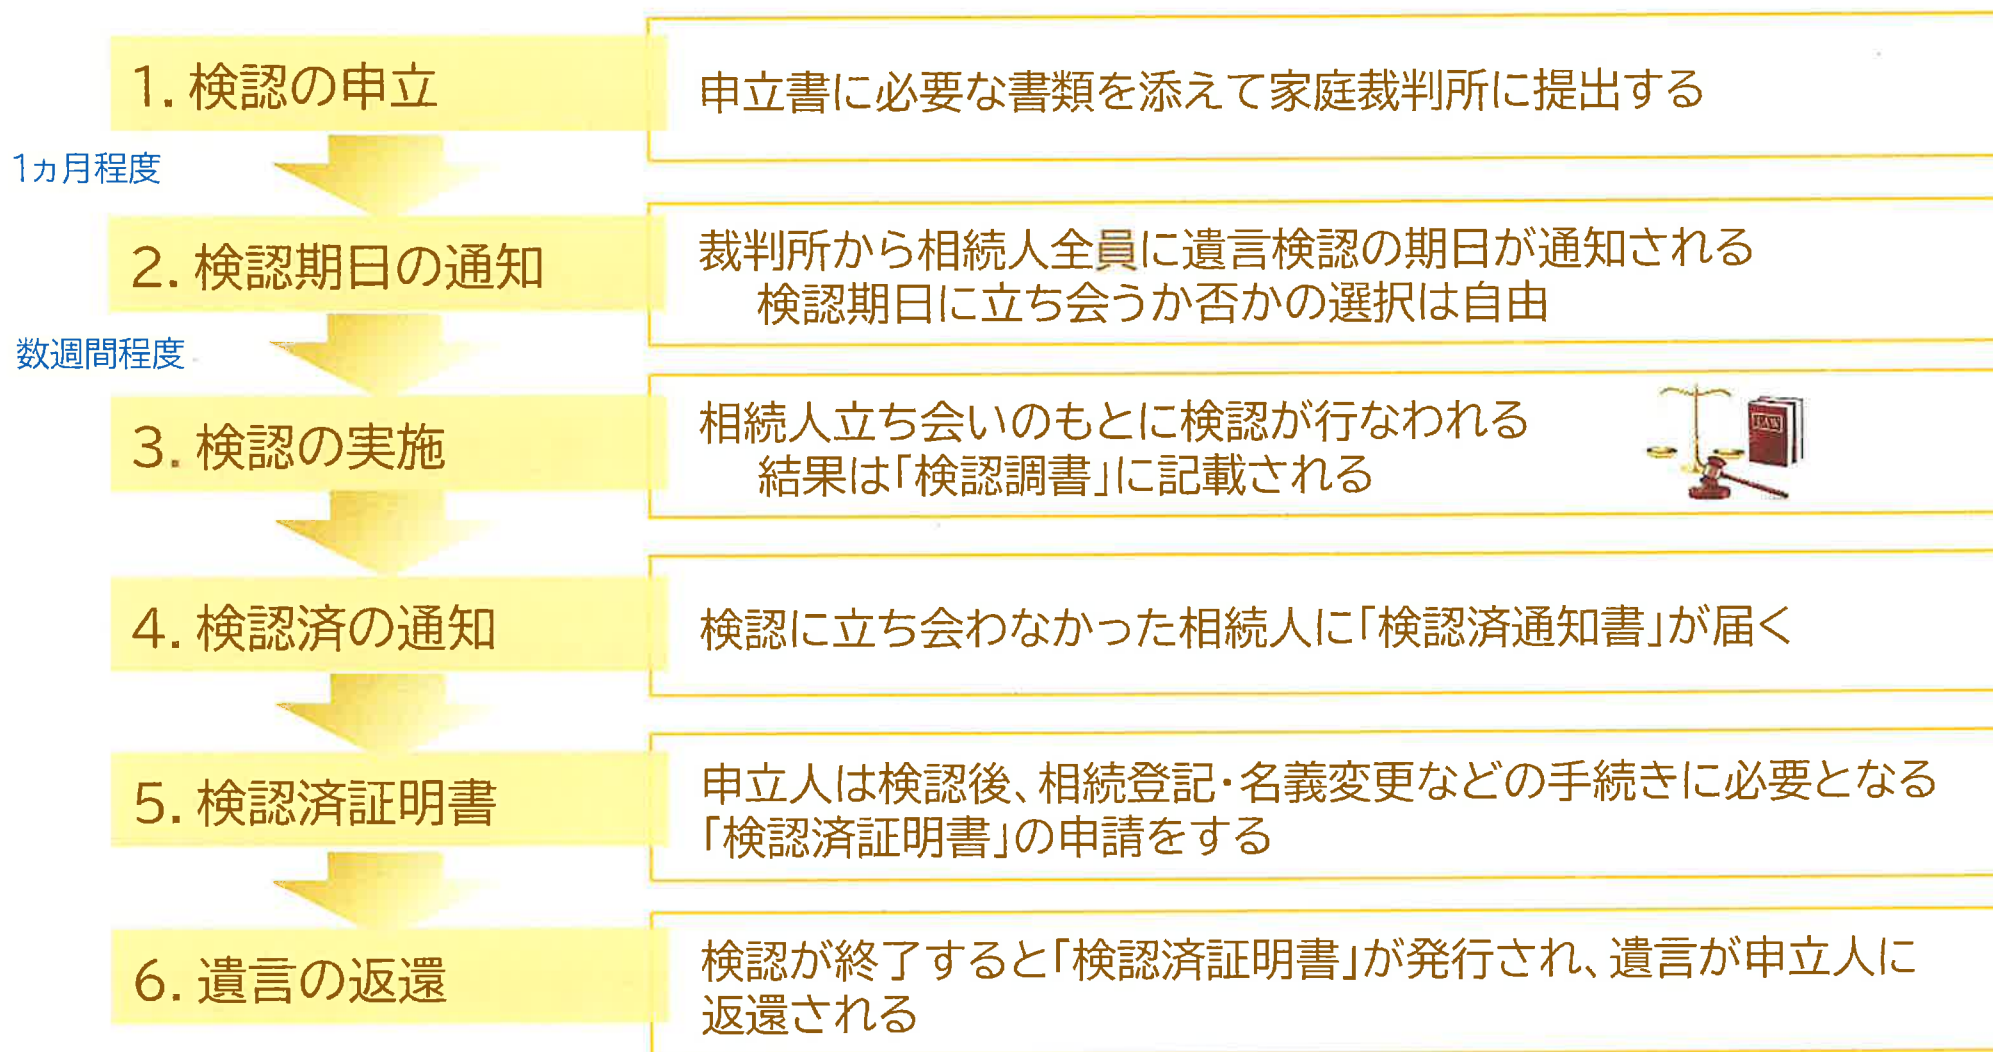 1. 検認の申立
申立書に必要な書類を添えて家庭裁判所に提出する
1ヵ月程度
2. 検認期日の通知
裁判所から相続人全員に遺言検認の期日が通知される
検認期日に立ち会うか否かの選択は自由
数週間程度
3. 検認の実施
相続人立ち会いのもとに検認が行なわれる
結果は「検認調書」に記載される
LAW
4. 検認済の通知
検認に立ち会わなかった相続人に「検認済通知書」が届く
5. 検認済証明書
申立人は検認後、相続登記・名義変更などの手続きに必要となる
「検認済証明書」の申請をする
6. 遺言の返還
検認が終了すると「検認済証明書」が発行され、遺言が申立人に
返還される